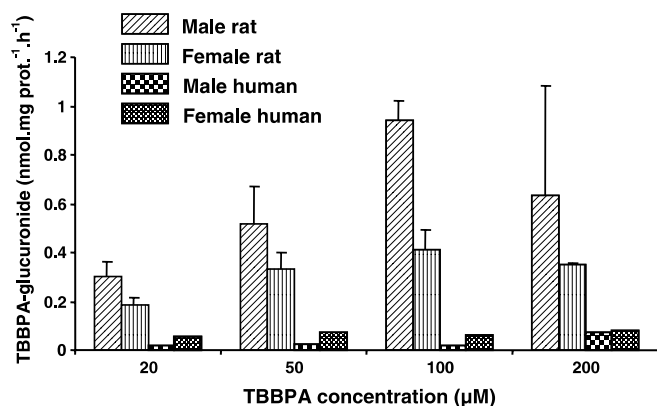 Male rat
Female rat
Male human
Female human
TBBPA-glucuronide (nmol.mg prot.⁻¹.h⁻¹)
1.2
1
0.8
0.6
0.4
0.2
0
20 50 100 200
TBBPA concentration (µM)